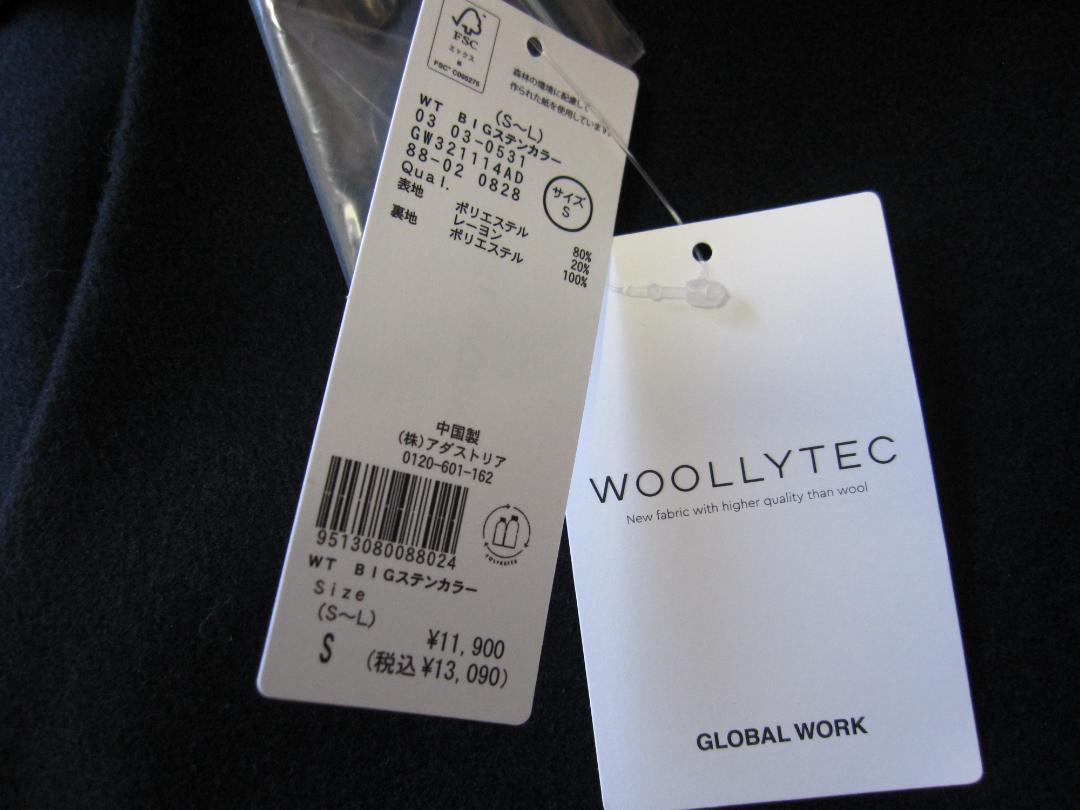 FSC
ミックス
紙
FSC® C095275
森林の環境に配慮して
作られた紙を使用しています。
(S～L)
WT BIGステンカラー
03 03-0531
GW321114AD
88-02 0828
Qual.
サイズ
S
表地 ポリエステル 80%
レーヨン 20%
裏地 ポリエステル 100%
中国製
(株)アダストリア
0120-601-162
9513080088024
POLYESTER
WT BIGステンカラー
Size
(S～L)
S ¥11,900
(税込¥13,090)
WOOLLYTEC
New fabric with higher quality than wool
GLOBAL WORK